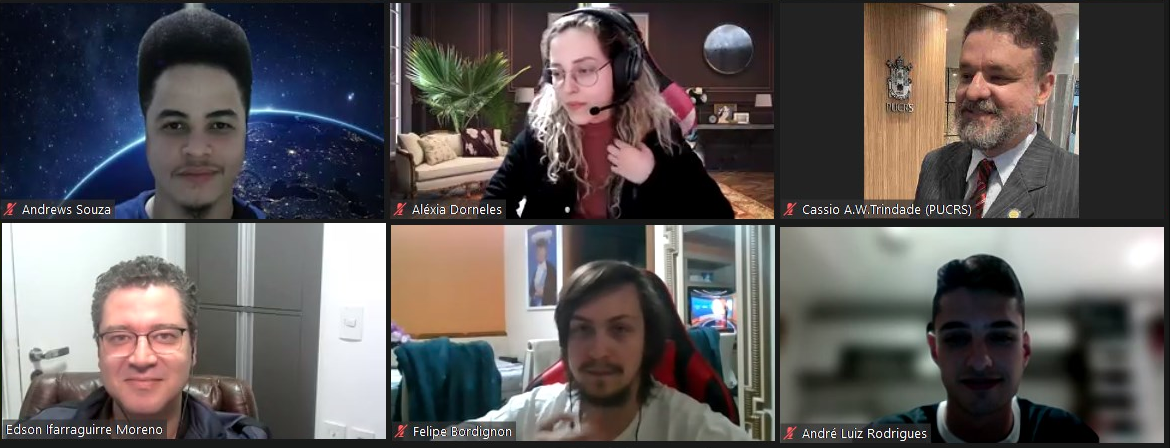 PUCRS
Andrews Souza
Aléxia Dorneles
Cassio A.W.Trindade (PUCRS)
Edson Ifarraguirre Moreno
Felipe Bordignon
André Luiz Rodrigues